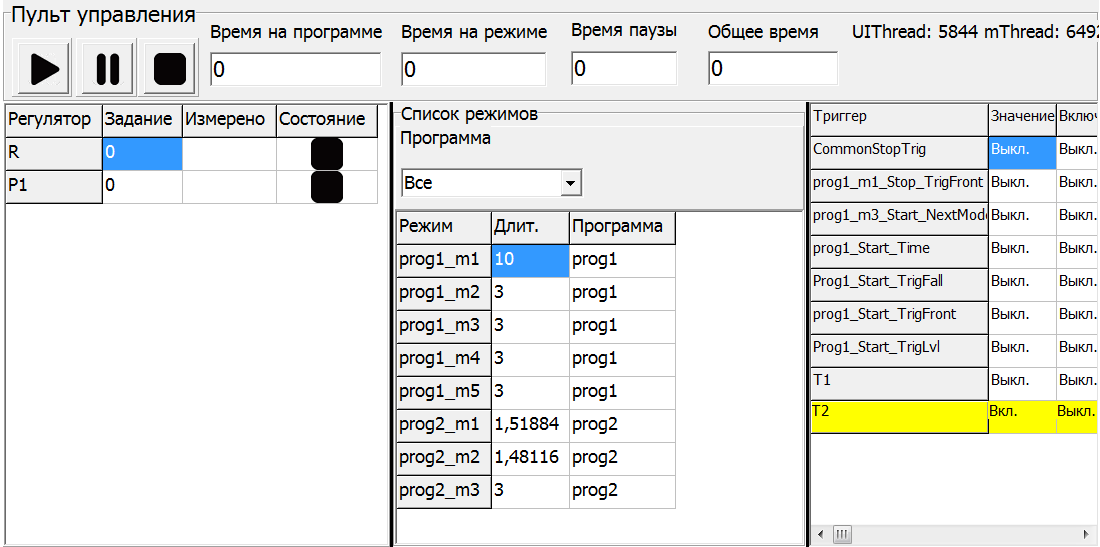 Пульт управления
Время на программе Время на режиме Время паузы Общее время UIThread: 5844 mThread: 6492
0 0 0 0
Регулятор Задание Измерено Состояние
R 0
P1 0
Список режимов
Программа
Все
Режим Длит. Программа
prog1_m1 10 prog1
prog1_m2 3 prog1
prog1_m3 3 prog1
prog1_m4 3 prog1
prog1_m5 3 prog1
prog2_m1 1,51884 prog2
prog2_m2 1,48116 prog2
prog2_m3 3 prog2
Триггер Значение Включ
CommonStopTrig Выкл. Выкл.
prog1_m1_Stop_TrigFront Выкл. Выкл.
prog1_m3_Start_NextMode Выкл. Выкл.
prog1_Start_Time Выкл. Выкл.
Prog1_Start_TrigFall Выкл. Выкл.
prog1_Start_TrigFront Выкл. Выкл.
Prog1_Start_TrigLvl Выкл. Выкл.
T1 Выкл. Выкл.
T2 Вкл. Выкл.